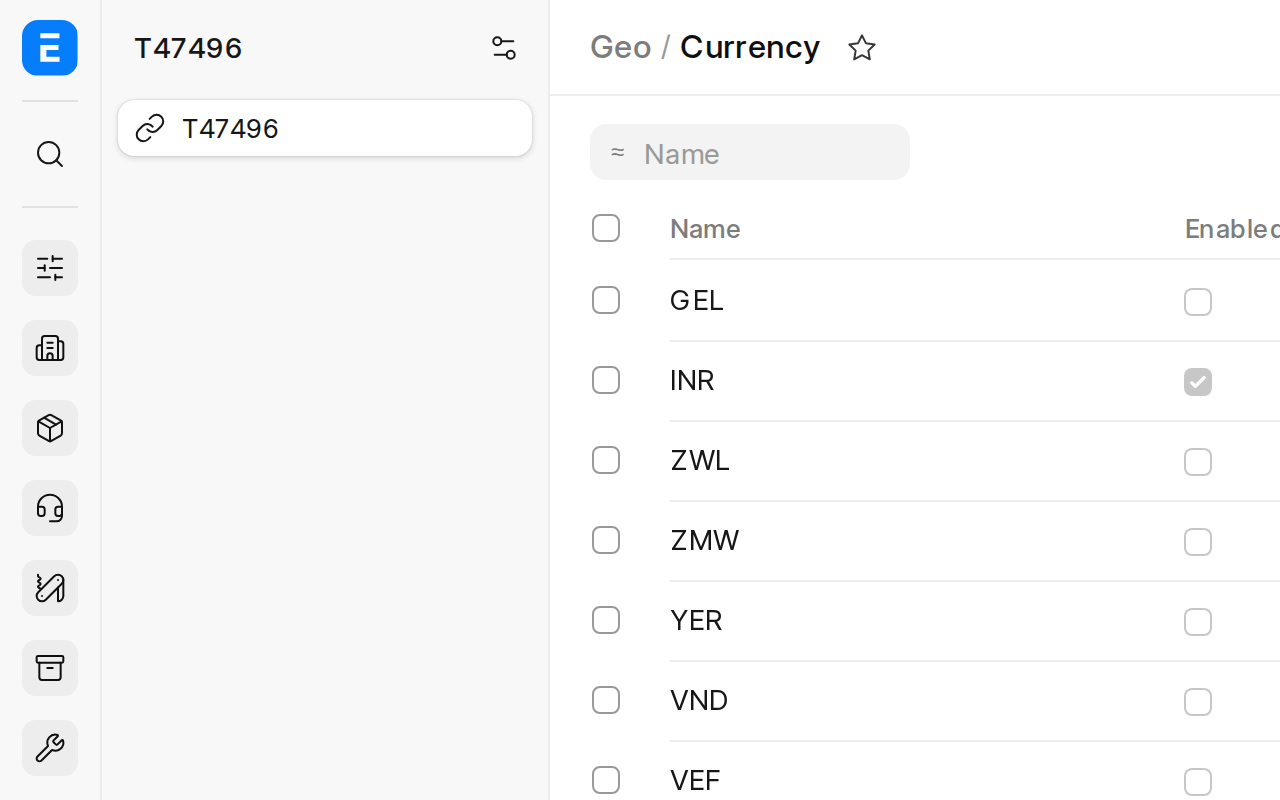 E
T47496
T47496
Geo / Currency
≈ Name
Name Enabled
GEL
INR
ZWL
ZMW
YER
VND
VEF